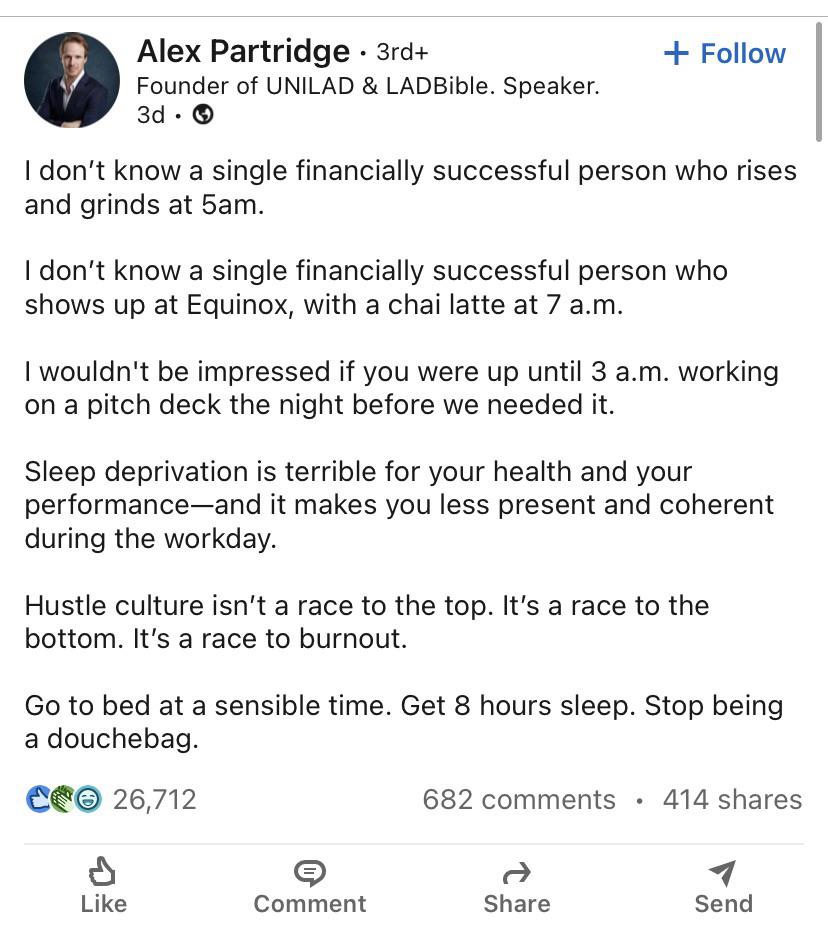 Alex Partridge · 3rd+
+ Follow
Founder of UNILAD & LADBible. Speaker.
3d ·
I don’t know a single financially successful person who rises
and grinds at 5am.
I don’t know a single financially successful person who
shows up at Equinox, with a chai latte at 7 a.m.
I wouldn't be impressed if you were up until 3 a.m. working
on a pitch deck the night before we needed it.
Sleep deprivation is terrible for your health and your
performance—and it makes you less present and coherent
during the workday.
Hustle culture isn’t a race to the top. It’s a race to the
bottom. It’s a race to burnout.
Go to bed at a sensible time. Get 8 hours sleep. Stop being
a douchebag.
26,712
682 comments · 414 shares
Like
Comment
Share
Send